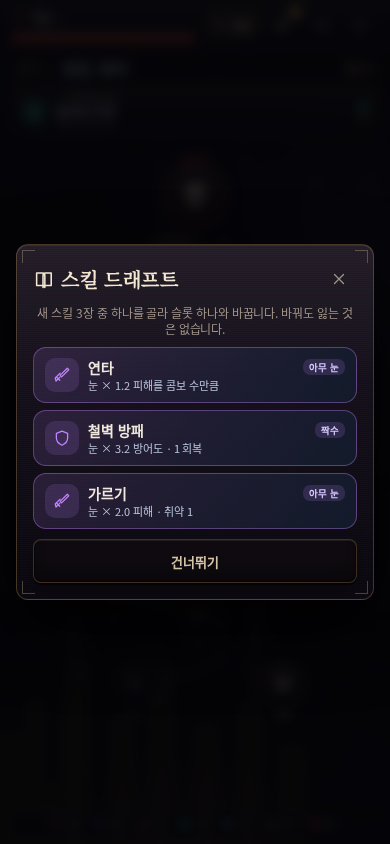 스킬 드래프트
새 스킬 3장 중 하나를 골라 슬롯 하나와 바꿉니다. 바꿔도 잃는 것
은 없습니다.
연타
아무 눈
눈 × 1.2 피해를 콤보 수만큼
철벽 방패
짝수
눈 × 3.2 방어도 · 1 회복
가르기
아무 눈
눈 × 2.0 피해 · 취약 1
건너뛰기